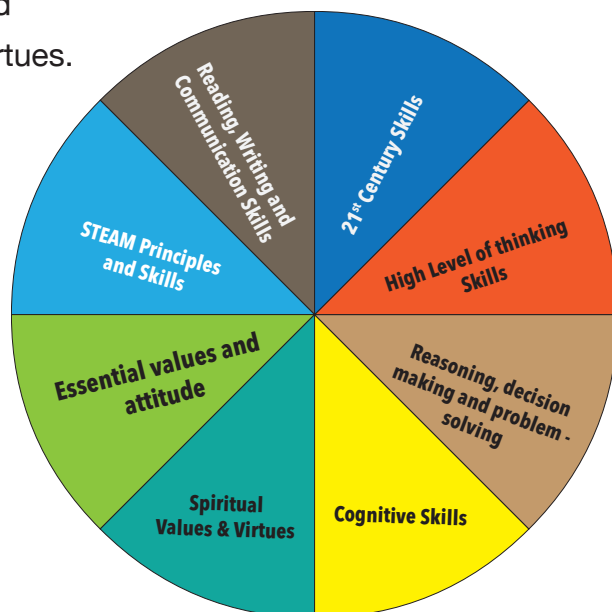 rtues.
21st Century Skills
High Level of thinking
Skills
Reasoning, decision
making and problem -
solving
Cognitive Skills
Spiritual
Values & Virtues
Essential values and
attitude
STEAM Principles
and Skills
Reading, Writing and
Communication Skills